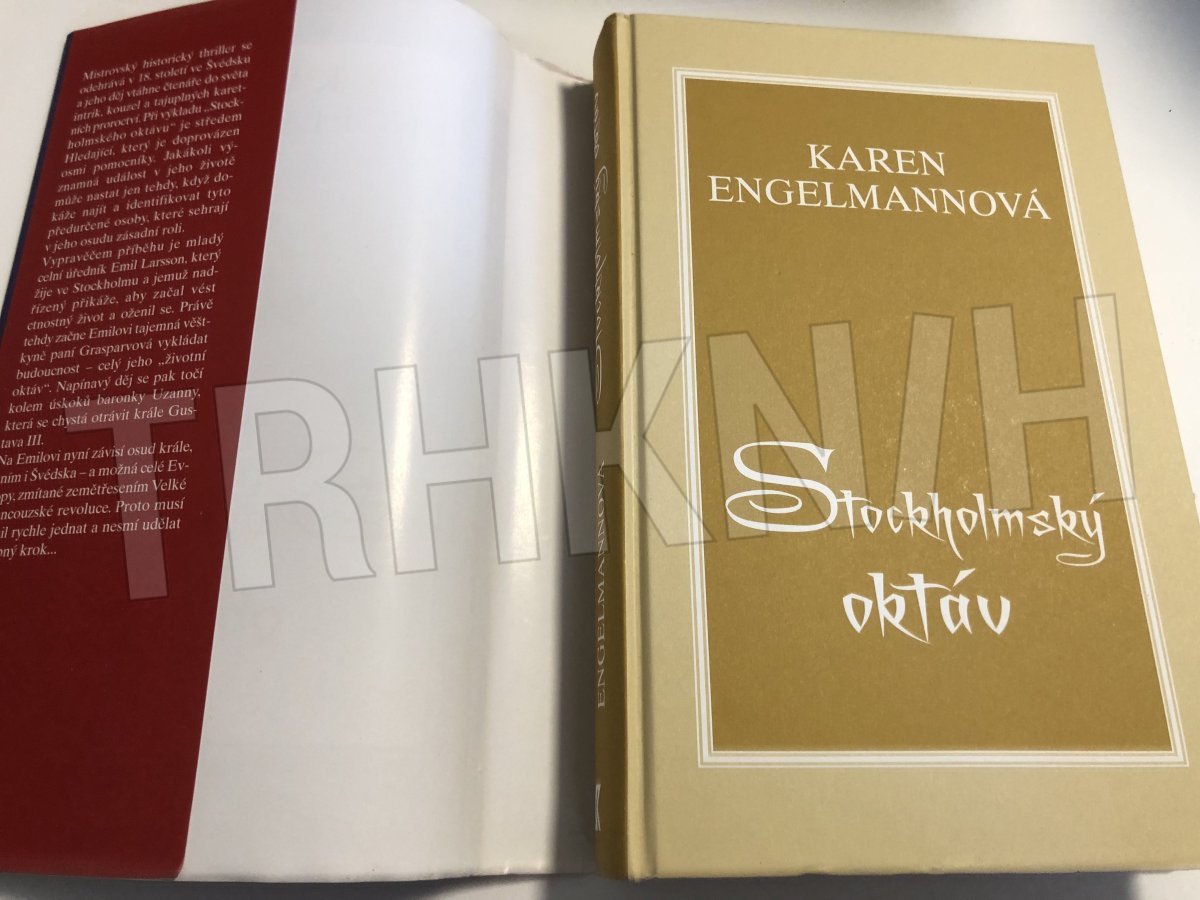 Mistrovský historický thriller se
odehrává v 18. století ve Švédsku
a jeho děj vtáhne čtenáře do světa
intrik, kouzel a tajuplných karet-
ních proroctví. Při výkladu „Stock-
holmského oktávu“ je středem
Hledající, který je doprovázen
osmi pomocníky. Jakákoli vý-
znamná událost v jeho životě
může nastat jen tehdy, když do-
káže najít a identifikovat tyto
předurčené osoby, které sehrají
v jeho osudu zásadní roli.
Vypravěčem příběhu je mladý
celní úředník Emil Larsson, který
žije ve Stockholmu a jemuž nad-
řízený přikáže, aby začal vést
ctnostný život a oženil se. Právě
tehdy začne Emilovi tajemná věšt-
kyně paní Grasparvová vykládat
budoucnost – celý jeho „životní
oktáv“. Napínavý děj se pak točí
kolem úskoků baronky Uzanny,
která se chystá otrávit krále Gus-
tava III.
Na Emilovi nyní závisí osud krále,
ním i Švédska – a možná celé Ev-
opy, zmítané zemětřesením Velké
ncouzské revoluce. Proto musí
il rychle jednat a nesmí udělat
bný krok...
ENGELMANNOVÁ
KAREN
ENGELMANNOVÁ
Stockholmský
oktáv
TRHKN/H